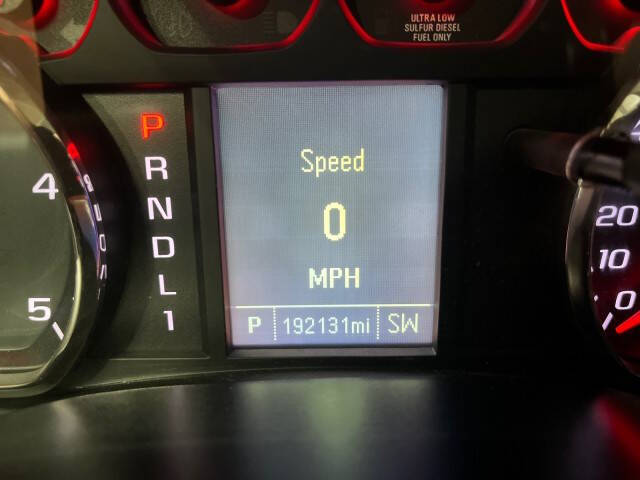 ULTRA LOW
SULFUR DIESEL
FUEL ONLY
P
R
N
D
L
1
4
5
Speed
0
MPH
P 192131mi SW
20
10
0